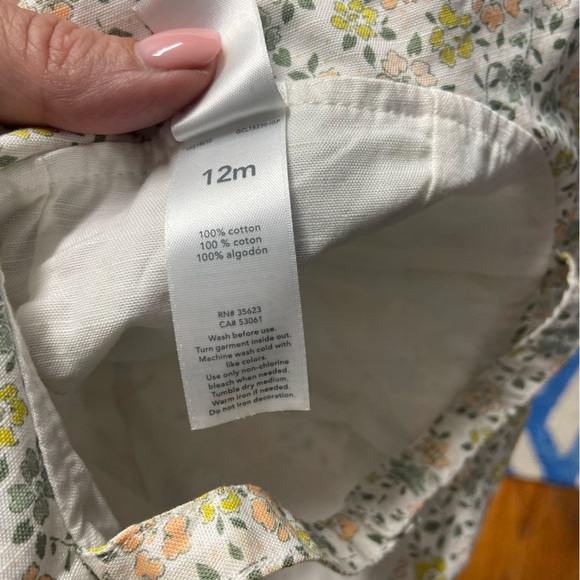 12m
100% cotton
100 % coton
100% algodón
RN# 35623
CA# 53061
Wash before use.
Turn garment inside out.
Machine wash cold with
like colors.
Use only non-chlorine
bleach when needed.
Tumble dry medium.
Warm iron if needed.
Do not iron decoration.